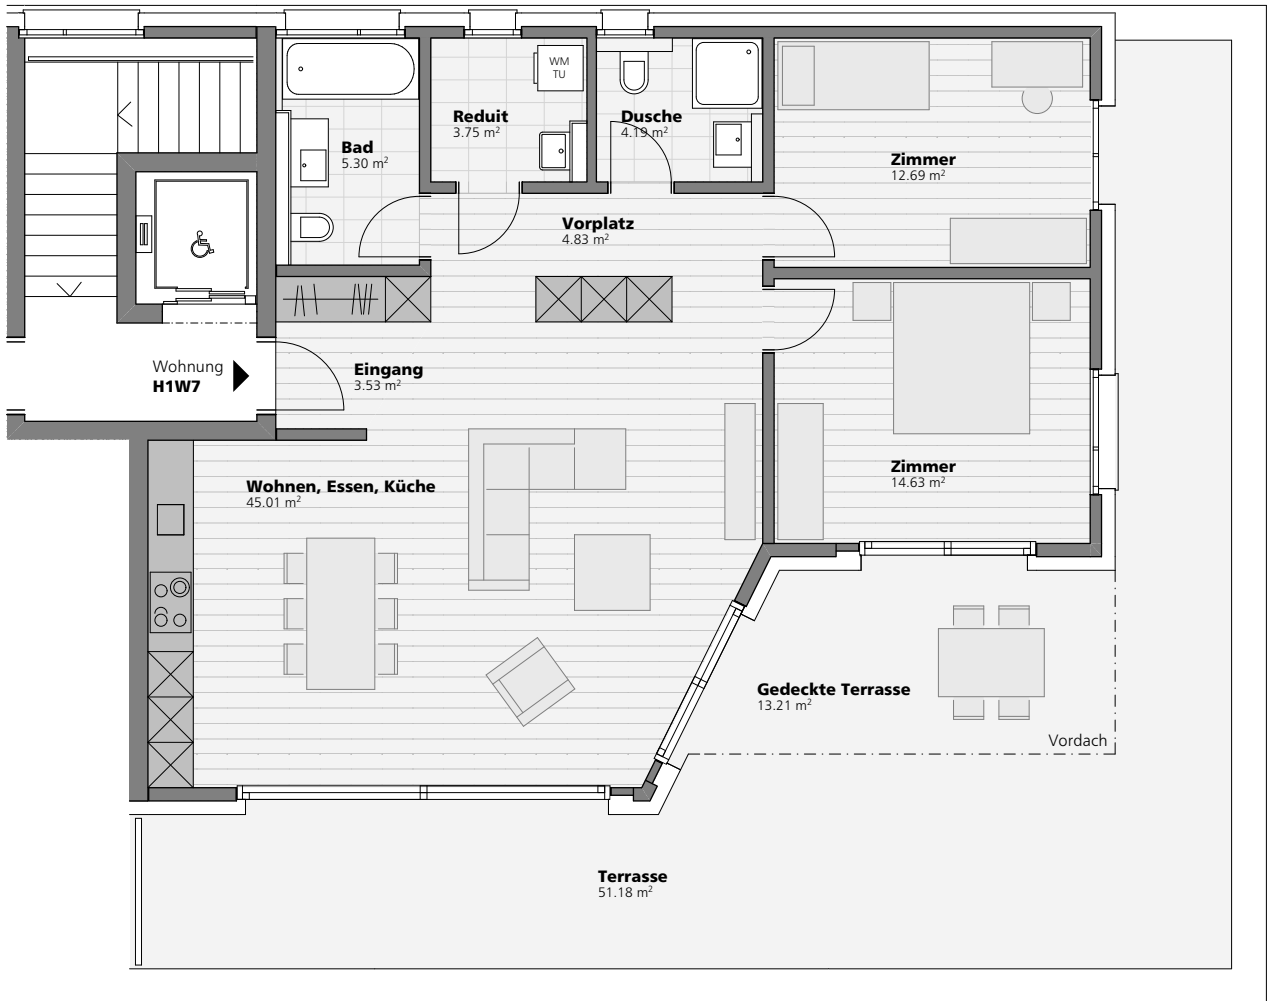 WM
TU
Reduit
3.75 m²
Dusche
4.19 m²
Bad
5.30 m²
Zimmer
12.69 m²
Vorplatz
4.83 m²
Wohnung
H1W7
Eingang
3.53 m²
Zimmer
14.63 m²
Wohnen, Essen, Küche
45.01 m²
Gedeckte Terrasse
13.21 m²
Vordach
Terrasse
51.18 m²